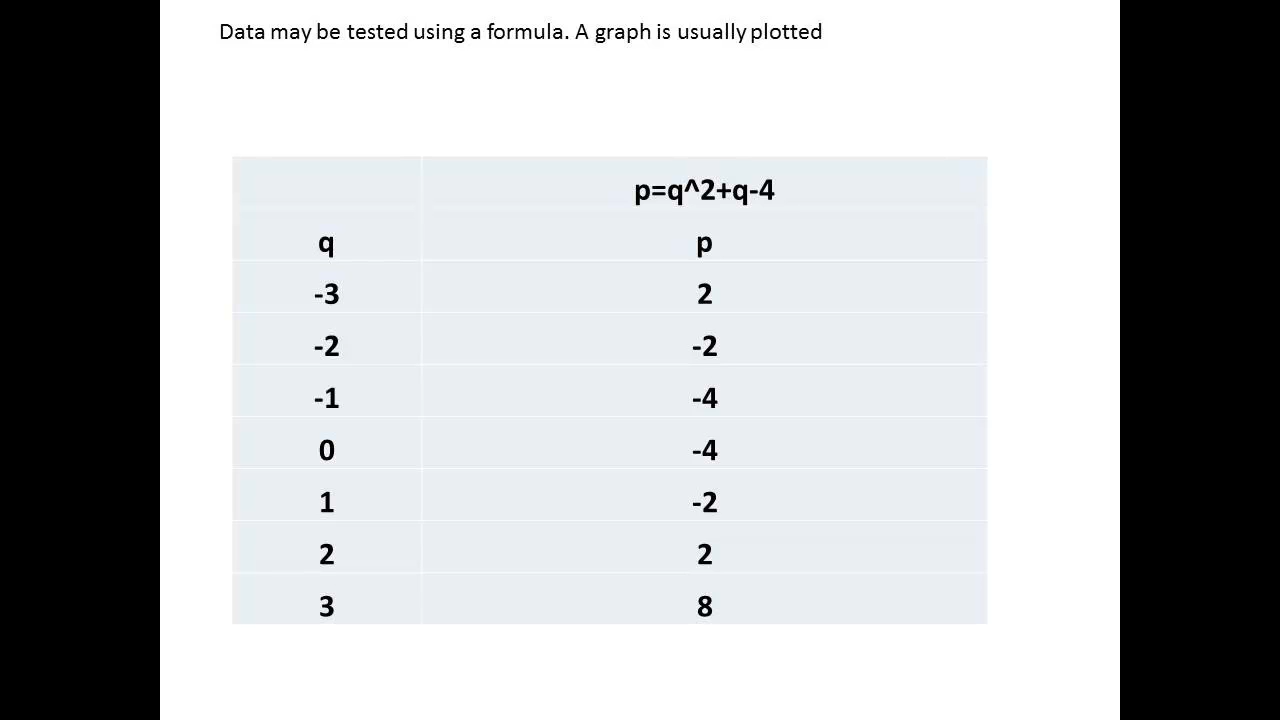 Data may be tested using a formula. A graph is usually plotted
p=q^2+q-4
q p
-3 2
-2 -2
-1 -4
0 -4
1 -2
2 2
3 8